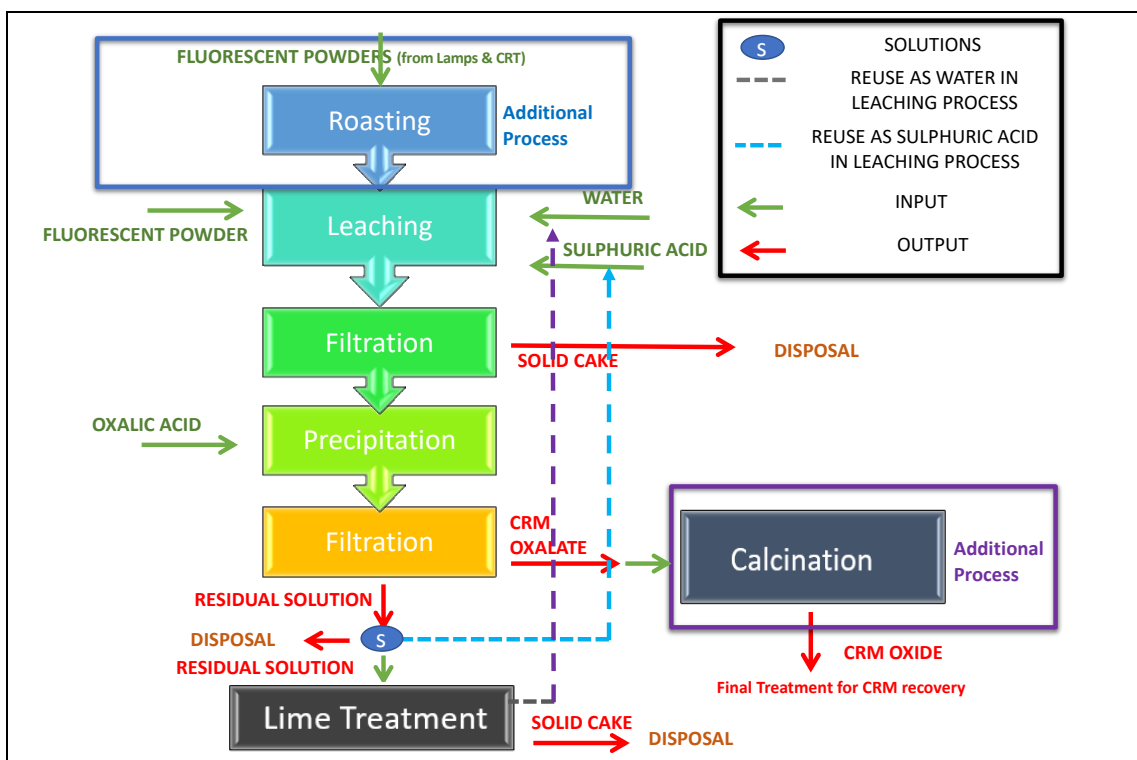 FLUORESCENT POWDERS (from Lamps & CRT)
Roasting
Additional
Process
Leaching
FLUORESCENT POWDER
WATER
SULPHURIC ACID
Filtration
SOLID CAKE
DISPOSAL
OXALIC ACID
Precipitation
Filtration
CRM
OXALATE
Calcination
Additional
Process
RESIDUAL SOLUTION
DISPOSAL
S
RESIDUAL SOLUTION
CRM OXIDE
Final Treatment for CRM recovery
Lime Treatment
SOLID CAKE
DISPOSAL
S
SOLUTIONS
REUSE AS WATER IN
LEACHING PROCESS
REUSE AS SULPHURIC ACID
IN LEACHING PROCESS
INPUT
OUTPUT